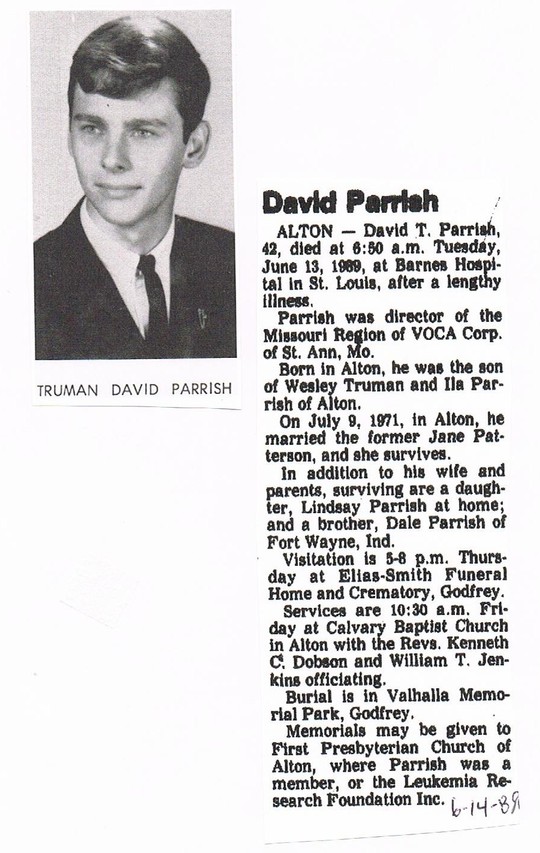 TRUMAN DAVID PARRISH
David Parrish
ALTON — David T. Parrish,
42, died at 6:50 a.m. Tuesday,
June 13, 1989, at Barnes Hospi-
tal in St. Louis, after a lengthy
illness.
Parrish was director of the
Missouri Region of VOCA Corp.
of St. Ann, Mo.
Born in Alton, he was the son
of Wesley Truman and Ila Par-
rish of Alton.
On July 9, 1971, in Alton, he
married the former Jane Pat-
terson, and she survives.
In addition to his wife and
parents, surviving are a daugh-
ter, Lindsay Parrish at home;
and a brother, Dale Parrish of
Fort Wayne, Ind.
Visitation is 5-8 p.m. Thurs-
day at Elias-Smith Funeral
Home and Crematory, Godfrey.
Services are 10:30 a.m. Fri-
day at Calvary Baptist Church
in Alton with the Revs. Kenneth
C. Dobson and William T. Jen-
kins officiating.
Burial is in Valhalla Memo-
rial Park, Godfrey.
Memorials may be given to
First Presbyterian Church of
Alton, where Parrish was a
member, or the Leukemia Re-
search Foundation Inc.
6-14-89